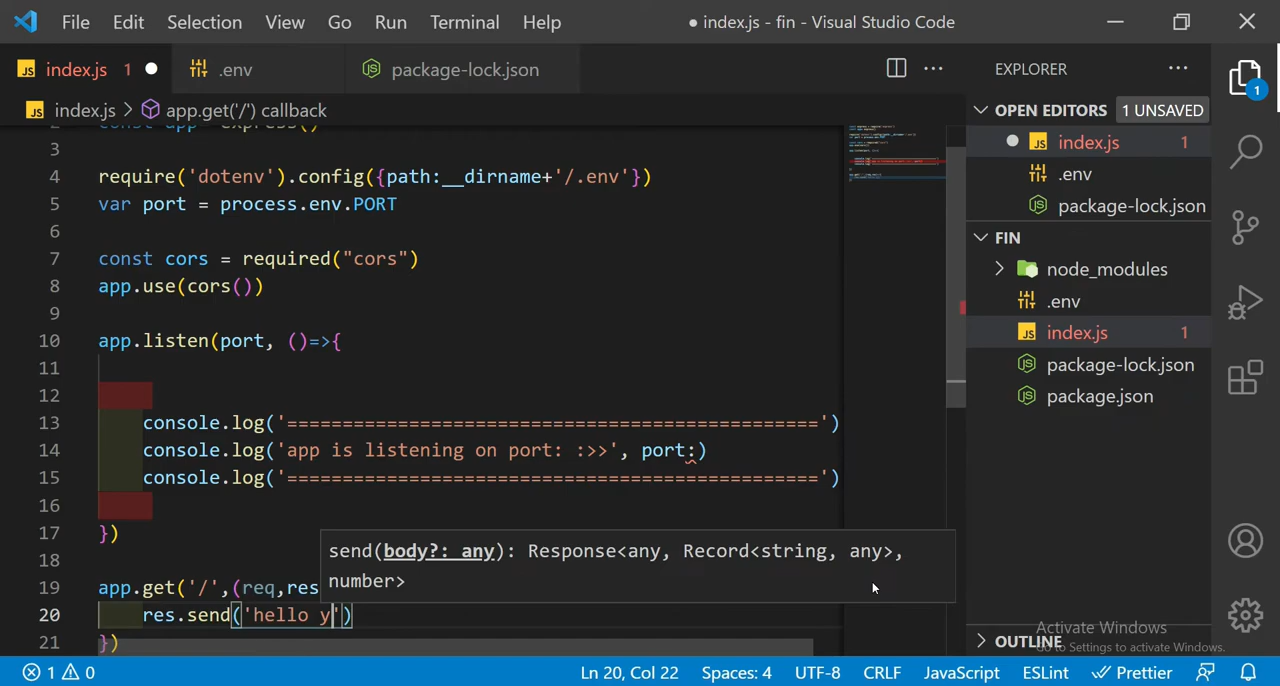 File Edit Selection View Go Run Terminal Help ● index.js - fin - Visual Studio Code
JS index.js 1 .env package-lock.json
EXPLORER
JS index.js > app.get('/') callback
OPEN EDITORS 1 UNSAVED
JS index.js 1
.env
package-lock.json
FIN
node_modules
.env
JS index.js 1
package-lock.json
package.json
OUTLINE
1
2 const app = express()
3
4 require('dotenv').config({path:__dirname+'/.env'})
5 var port = process.env.PORT
6
7 const cors = required("cors")
8 app.use(cors())
9
10 app.listen(port, ()=>{
11
12
13 console.log('================================================')
14 console.log('app is listening on port: :>>', port:)
15 console.log('================================================')
16
17 })
18
send(body?: any): Response<any, Record<string, any>,
number>
19 app.get('/',(req,res
20 res.send('hello y')
21 })
Activate Windows
Go to Settings to activate Windows.
1 0 Ln 20, Col 22 Spaces: 4 UTF-8 CRLF JavaScript ESLint Prettier